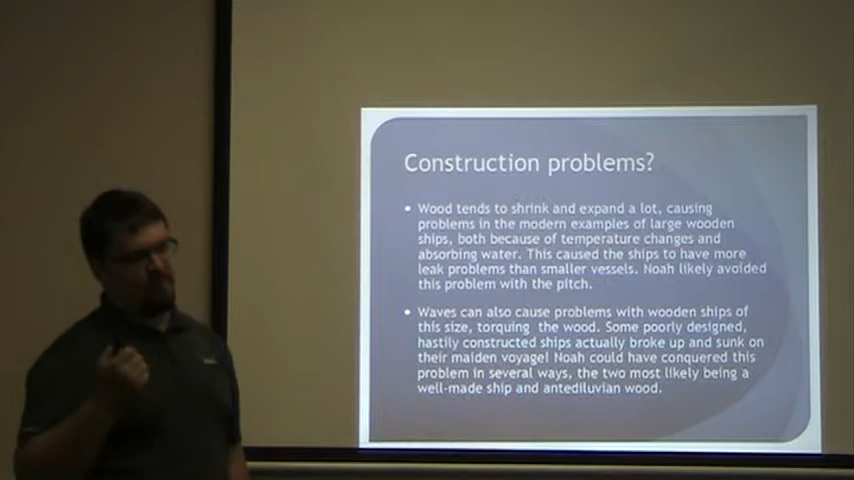 Construction problems?
• Wood tends to shrink and expand a lot, causing
problems in the modern examples of large wooden
ships, both because of temperature changes and
absorbing water. This caused the ships to have more
leak problems than smaller vessels. Noah likely avoided
this problem with the pitch.
• Waves can also cause problems with wooden ships of
this size, torquing the wood. Some poorly designed,
hastily constructed ships actually broke up and sunk on
their maiden voyage! Noah could have conquered this
problem in several ways, the two most likely being a
well-made ship and antediluvian wood.